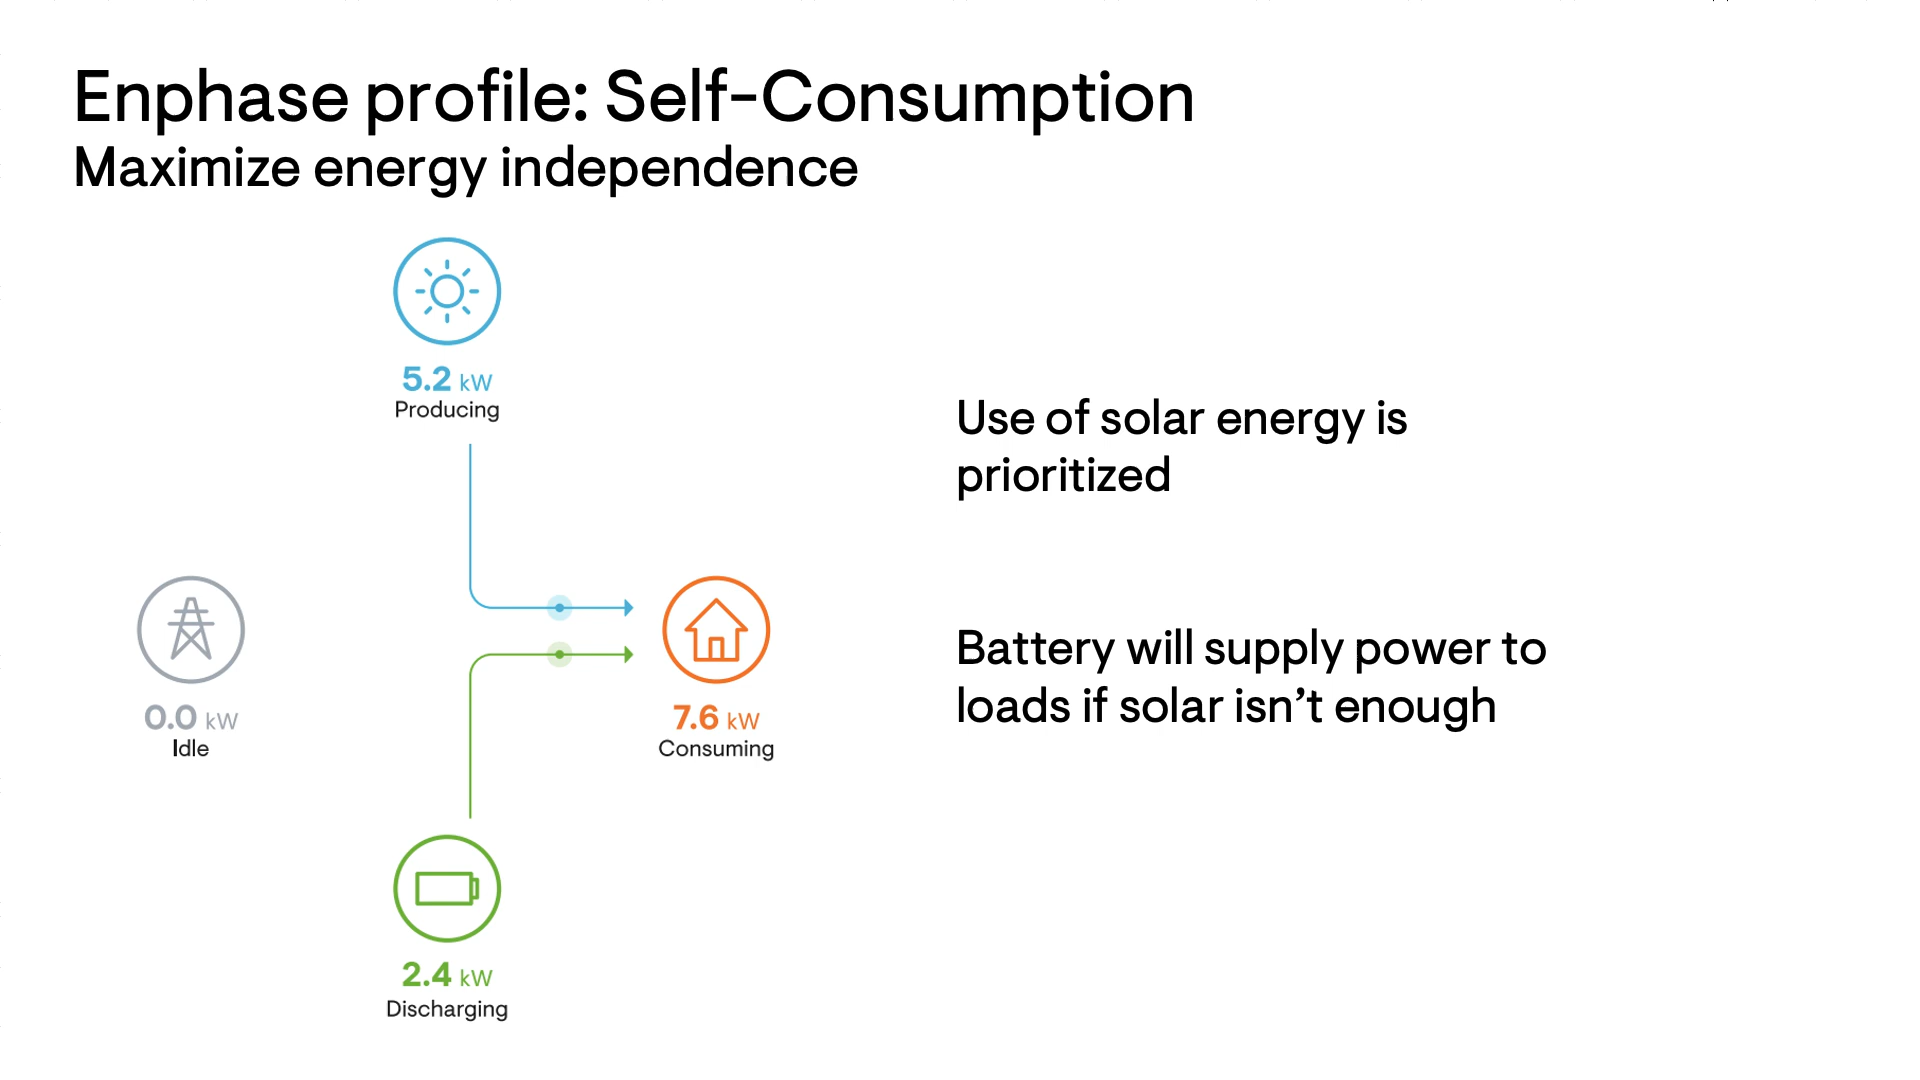 Enphase profile: Self-Consumption
Maximize energy independence
5.2 kW
Producing
Use of solar energy is
prioritized
0.0 kW
Idle
7.6 kW
Consuming
Battery will supply power to
loads if solar isn’t enough
2.4 kW
Discharging